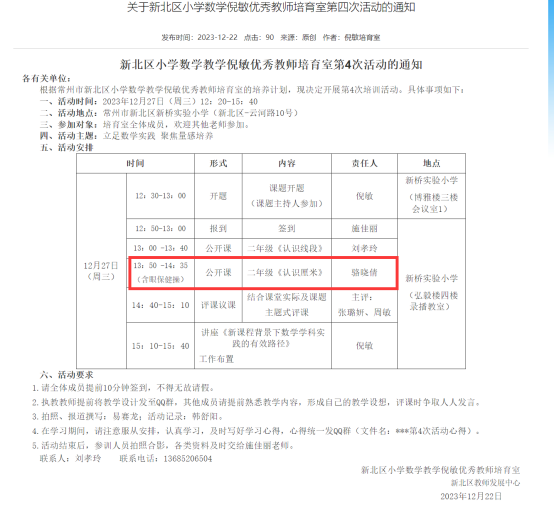 关于新北区小学数学倪敏优秀教师培育室第四次活动的通知
发布时间：2023-12-22 点击：90 来源：原创 作者：倪敏培育室
新北区小学数学教学倪敏优秀教师培育室第4次活动的通知
各有关单位：
根据常州市新北区小学数学教学倪敏优秀教师培育室的培养计划，现决定开展第4次培训活动。具体事项如下：
一、活动时间：2023年12月27日（周三）12：20-15：40
二、活动地点：常州市新北区新桥实验小学（新北区-云河路10号）
三、参加对象：培育室全体成员，欢迎其他老师参加。
四、活动主题：立足数学实践 聚焦量感培养
五、活动安排
时间 形式 内容 责任人 地点
12月27日（周三）
12：30-13：00 开题 课题开题（课题主持人参加） 倪敏 新桥实验小学（博雅楼三楼会议室1）
12：50-13：00 报到 签到 施佳丽
13：00 -13：40 公开课 二年级《认识线段》 刘孝玲
13：50 -14：35（含眼保健操） 公开课 二年级《认识厘米》 骆晓倩 新桥实验小学（弘毅楼四楼录播教室）
14：40-15：10 评课议课 结合课堂实际及课题主题式评课 主评：张璐妍、周敏
15：10-15：40 讲座《新课程背景下数学学科实践的有效路径》 倪敏
工作布置
六、活动要求
1.请全体成员提前10分钟签到，不得无故请假。
2.执教教师提前将教学设计发至QQ群，其他成员请提前熟悉教学内容，形成自己的教学设想，评课时争取人人发言。
3.拍照、报道撰写：易赛龙；活动记录：韩舒阳。
4.在学习期间，请注意服从安排，认真学习，及时写好学习心得，心得统一发QQ群（文件名：***第4次活动心得）。
5.活动结束后，参训人员拍照合影，各类资料及时交给施佳丽老师。
联系人：刘孝玲 联系电话：13685206504
新北区小学数学教学倪敏优秀教师培育室
新北区教师发展中心
2023年12月22日